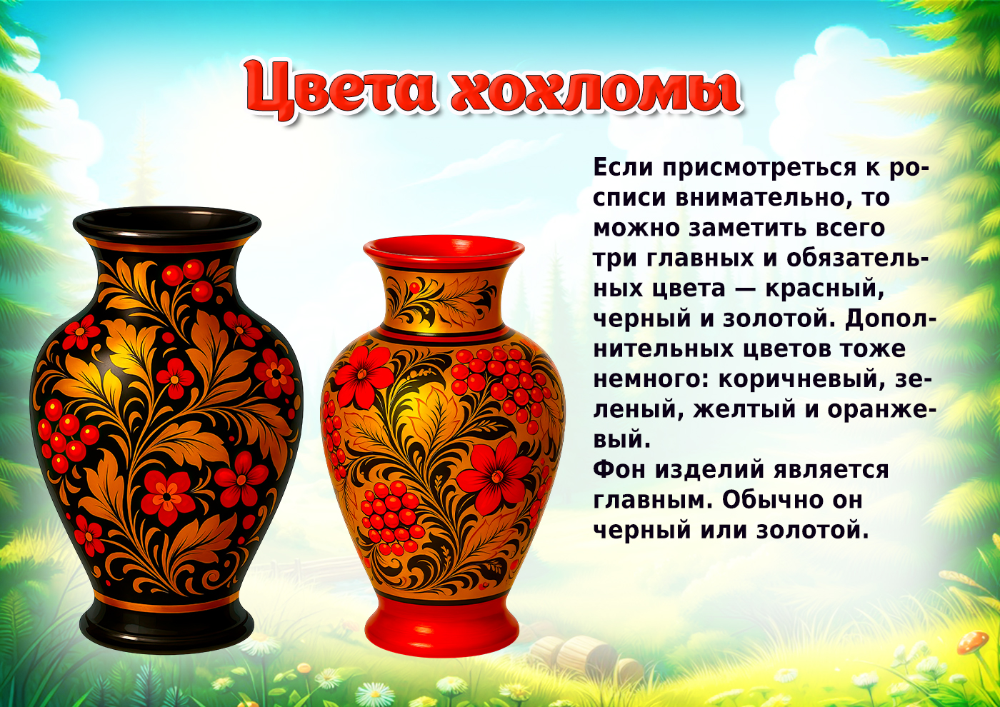 Цвета хохломы
Если присмотреться к ро-
списи внимательно, то
можно заметить всего
три главных и обязатель-
ных цвета — красный,
черный и золотой. Допол-
нительных цветов тоже
немного: коричневый, зе-
леный, желтый и оранже-
вый.
Фон изделий является
главным. Обычно он
черный или золотой.